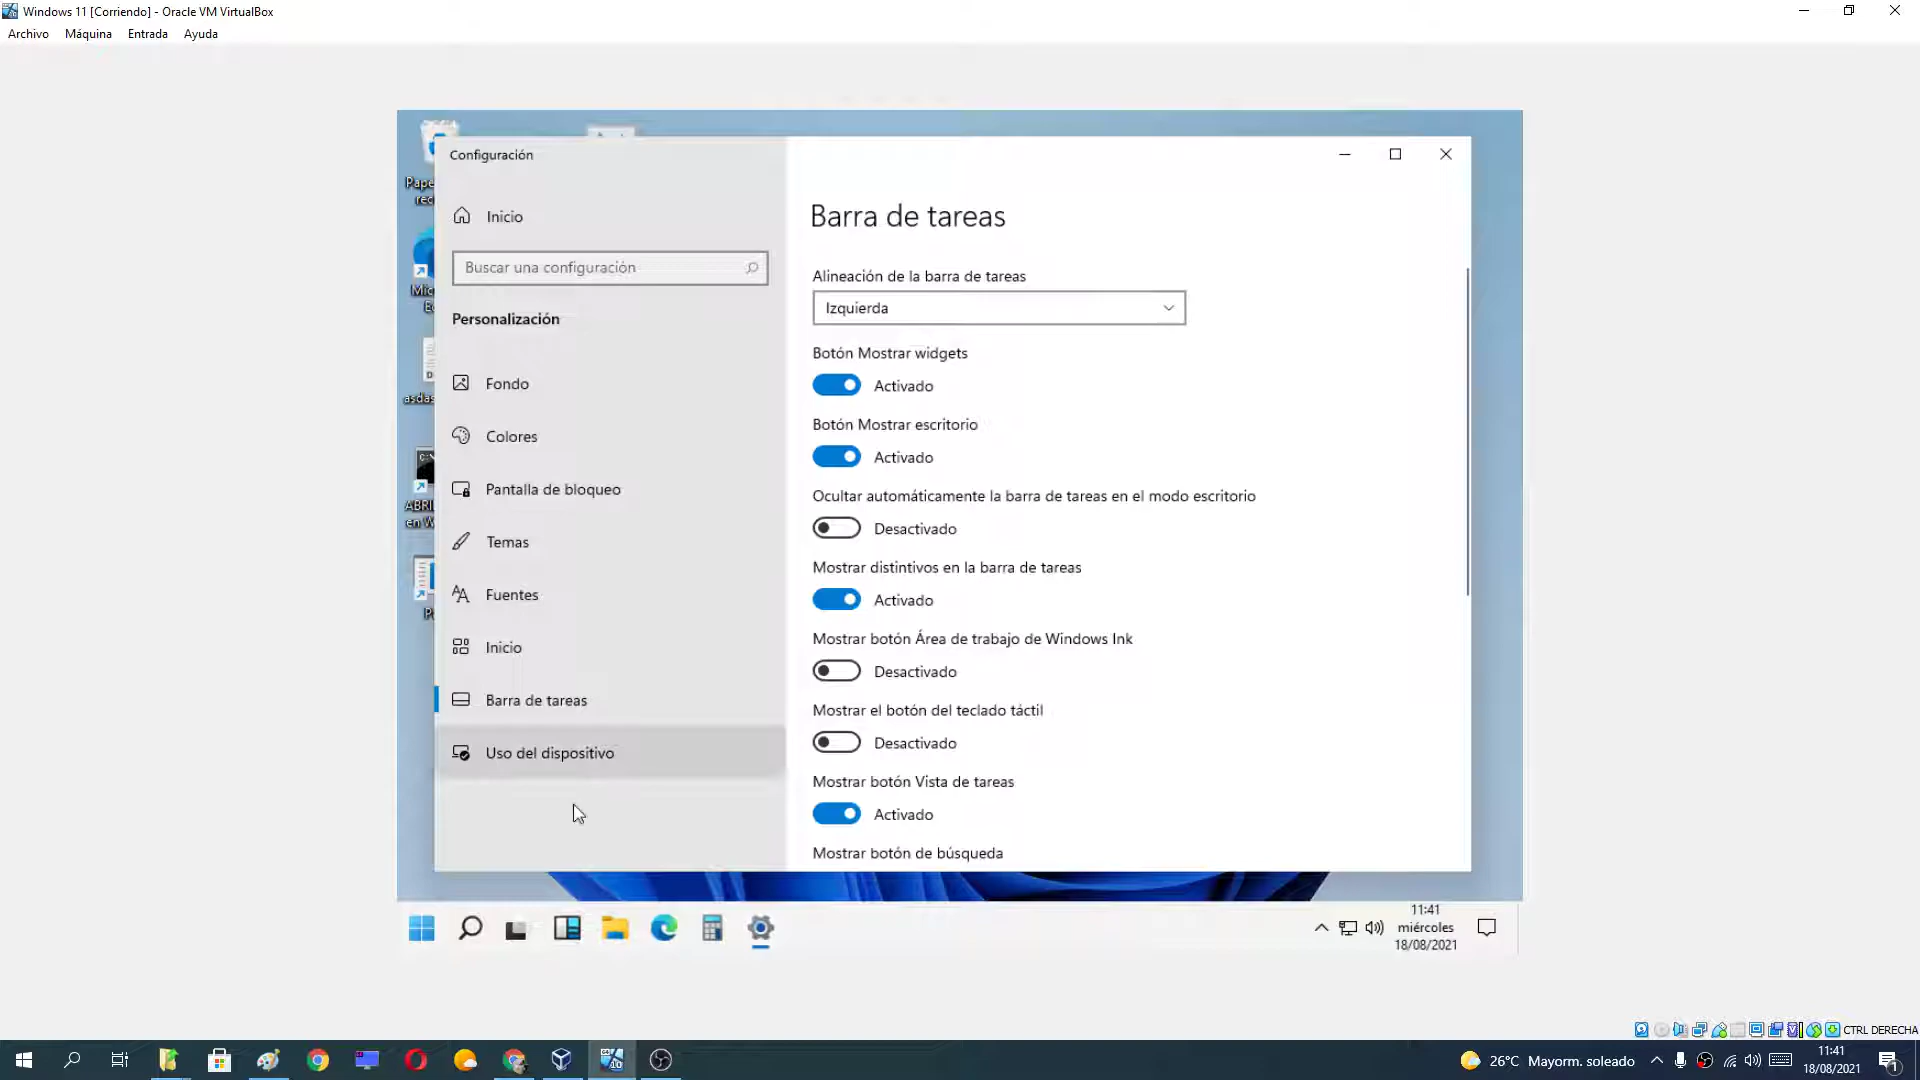 Windows 11 [Corriendo] - Oracle VM VirtualBox
Archivo Máquina Entrada Ayuda
Configuración
Inicio
Buscar una configuración
Personalización
Fondo
Colores
Pantalla de bloqueo
Temas
Fuentes
Inicio
Barra de tareas
Uso del dispositivo
Barra de tareas
Alineación de la barra de tareas
Izquierda
Botón Mostrar widgets
Activado
Botón Mostrar escritorio
Activado
Ocultar automáticamente la barra de tareas en el modo escritorio
Desactivado
Mostrar distintivos en la barra de tareas
Activado
Mostrar botón Área de trabajo de Windows Ink
Desactivado
Mostrar el botón del teclado táctil
Desactivado
Mostrar botón Vista de tareas
Activado
Mostrar botón de búsqueda
11:41
miércoles
18/08/2021
CTRL DERECHA
26°C Mayorm. soleado
11:41
18/08/2021
1